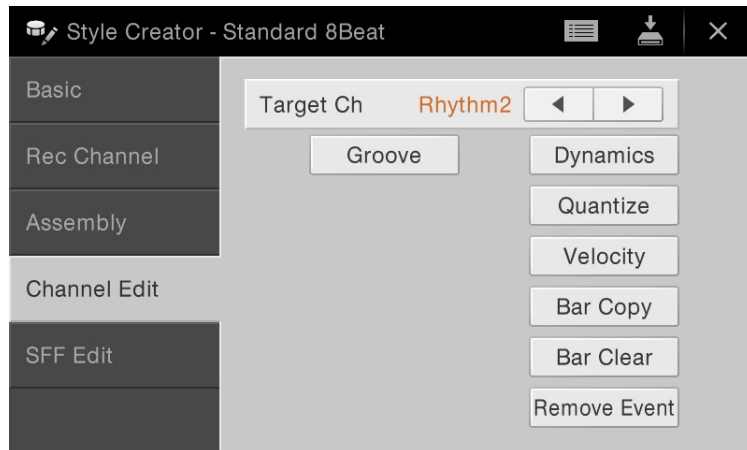 Style Creator - Standard 8Beat
Basic
Rec Channel
Assembly
Channel Edit
SFF Edit
Target Ch Rhythm2
Groove
Dynamics
Quantize
Velocity
Bar Copy
Bar Clear
Remove Event